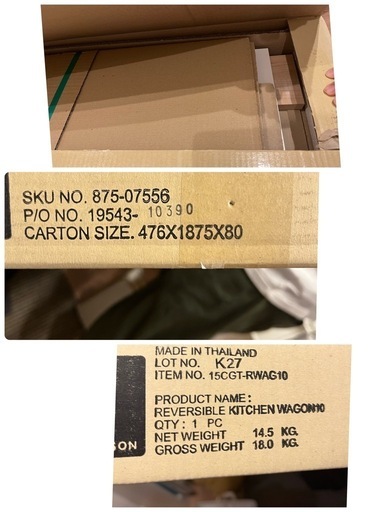 SKU NO. 875-07556
P/O NO. 19543- 10390
CARTON SIZE. 476X1875X80
MADE IN THAILAND
LOT NO. K27
ITEM NO. 15CGT-RWAG10
PRODUCT NAME:
REVERSIBLE KITCHEN WAGON10
QTY : 1 PC
NET WEIGHT 14.5 KG.
GROSS WEIGHT 18.0 KG.
SON